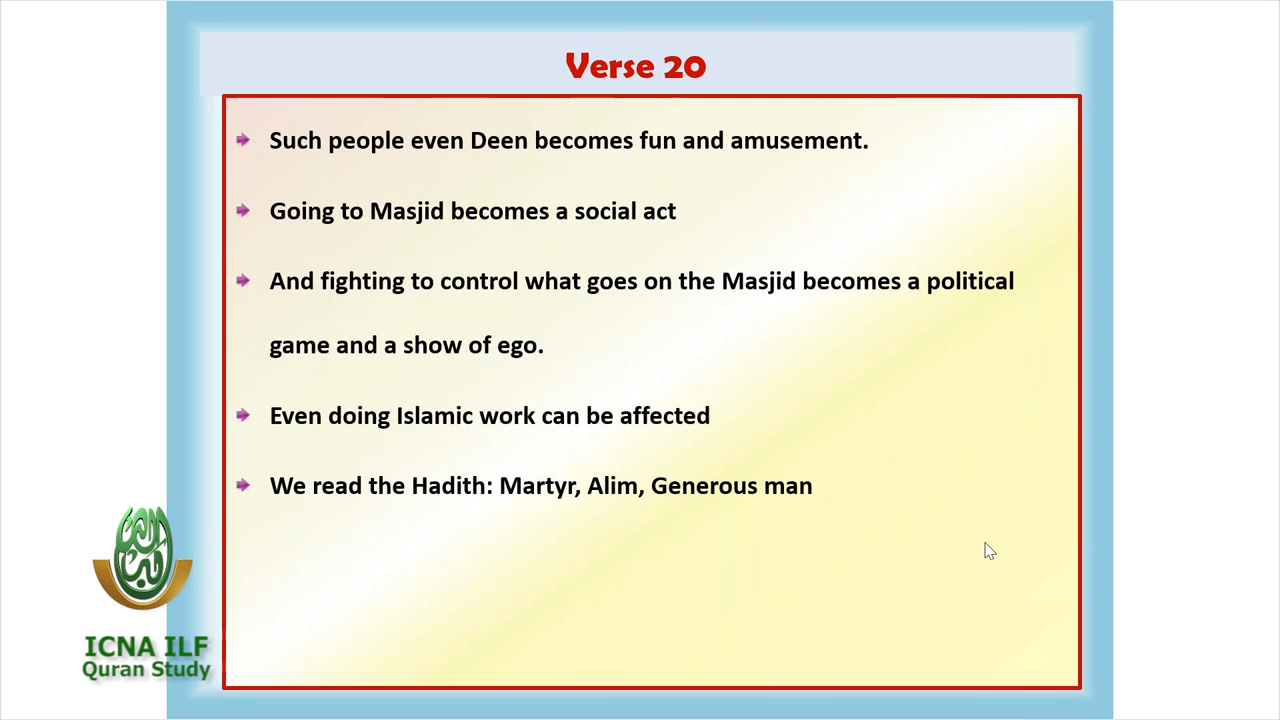 Verse 20
Such people even Deen becomes fun and amusement.
Going to Masjid becomes a social act
And fighting to control what goes on the Masjid becomes a political
game and a show of ego.
Even doing Islamic work can be affected
We read the Hadith: Martyr, Alim, Generous man
ICNA ILF
Quran Study